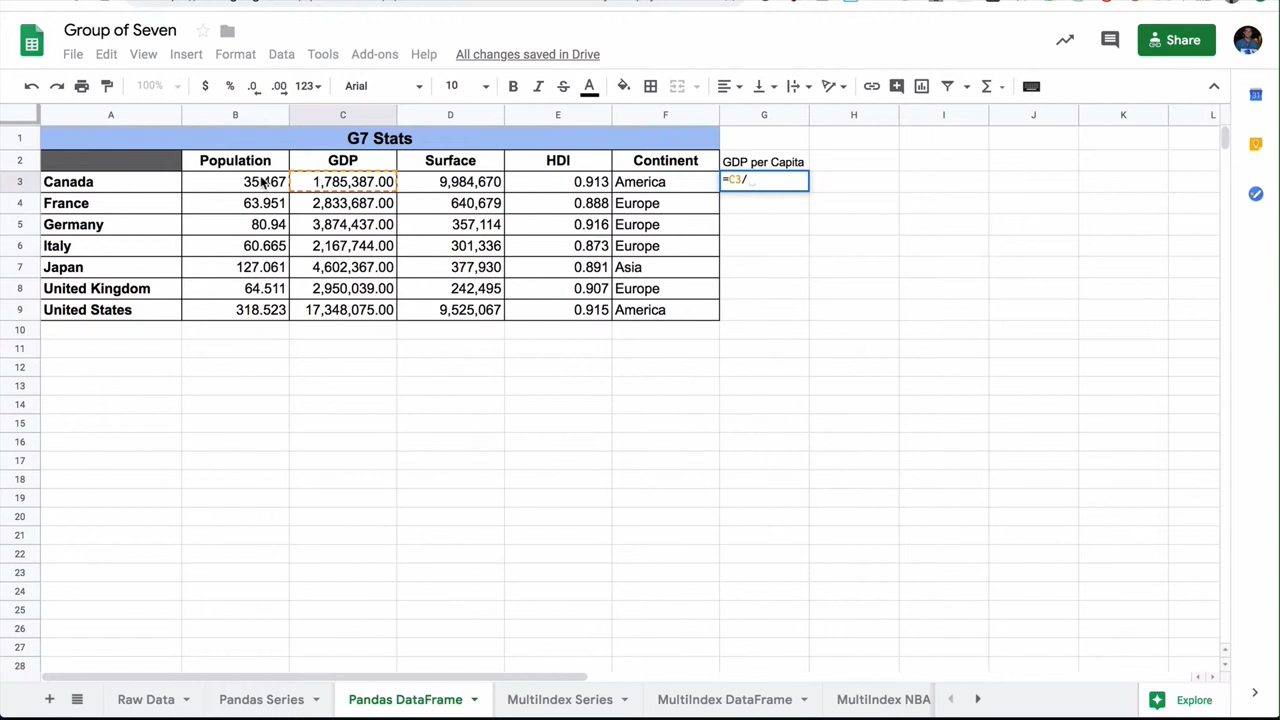 Group of Seven
Share
File Edit View Insert Format Data Tools Add-ons Help All changes saved in Drive
100% $ % .0 .00 123 Arial 10 B I S A
A B C D E F G H I J K L
1 G7 Stats
2 Population GDP Surface HDI Continent GDP per Capita
Canada 1,785,387.00 9,984,670 0.913 America =C3/
4 France 63.951 2,833,687.00 640,679 0.888 Europe
5 Germany 80.94 3,874,437.00 357,114 0.916 Europe
6 Italy 60.665 2,167,744.00 301,336 0.873 Europe
7 Japan 127.061 4,602,367.00 377,930 0.891 Asia
8 United Kingdom 64.511 2,950,039.00 242,495 0.907 Europe
9 United States 318.523 17,348,075.00 9,525,067 0.915 America
10
11
12
13
14
15
16
17
18
19
20
21
22
23
24
25
26
27
28
Raw Data Pandas Series Pandas DataFrame MultiIndex Series MultiIndex DataFrame MultiIndex NBA Explore